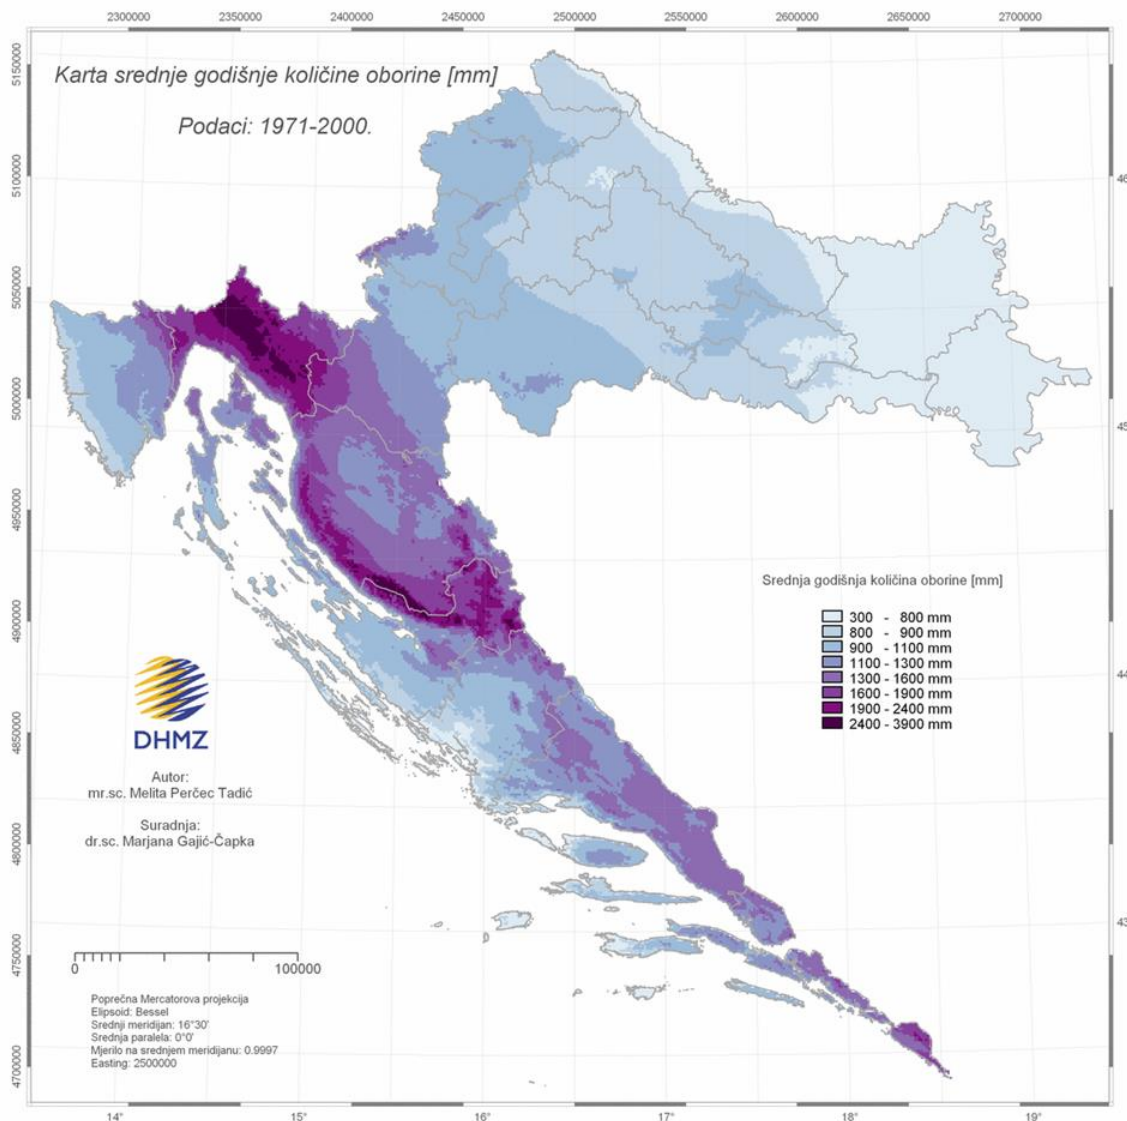 2300000 2350000 2400000 2450000 2500000 2550000 2600000 2650000 2700000
5150000
Karta srednje godišnje količine oborine [mm]
Podaci: 1971-2000.
5100000
46
5050000
5000000
45
4950000
Srednja godišnja količina oborine [mm]
4900000
300 - 800 mm
800 - 900 mm
900 - 1100 mm
1100 - 1300 mm
1300 - 1600 mm
1600 - 1900 mm
1900 - 2400 mm
2400 - 3900 mm
44
4850000
DHMZ
Autor:
mr.sc. Melita Perčec Tadić
Suradnja:
dr.sc. Marjana Gajić-Čapka
4800000
43
4750000
0 100000
Poprečna Mercatorova projekcija
Elipsoid: Bessel
Srednji meridijan: 16°30'
Srednja paralela: 0°0'
Mjerilo na srednjem meridijanu: 0.9997
Easting: 2500000
4700000
14° 15° 16° 17° 18° 19°